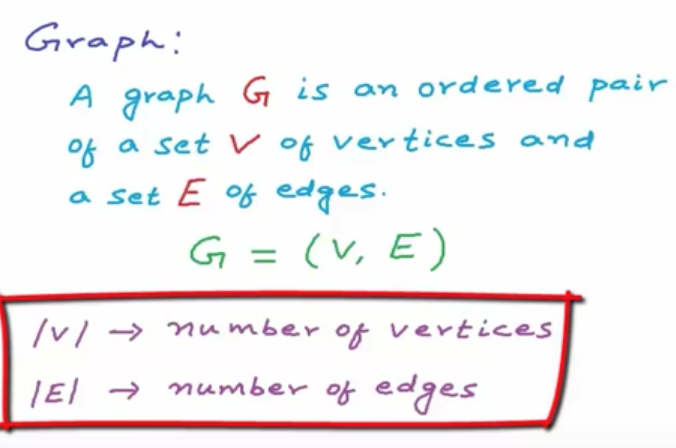 Graph:
A graph G is an ordered pair
of a set V of vertices and
a set E of edges.
G = (V, E)
|V| → number of vertices
|E| → number of edges